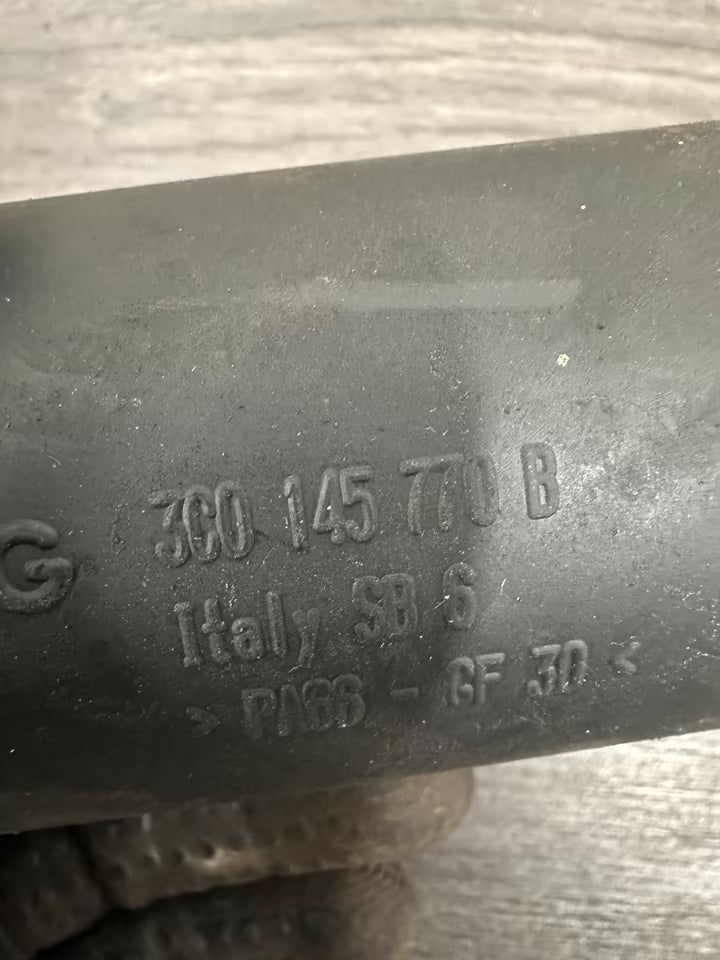 G
3C0 145 770 B
Italy SB 6
> PA66 - GF 30 <